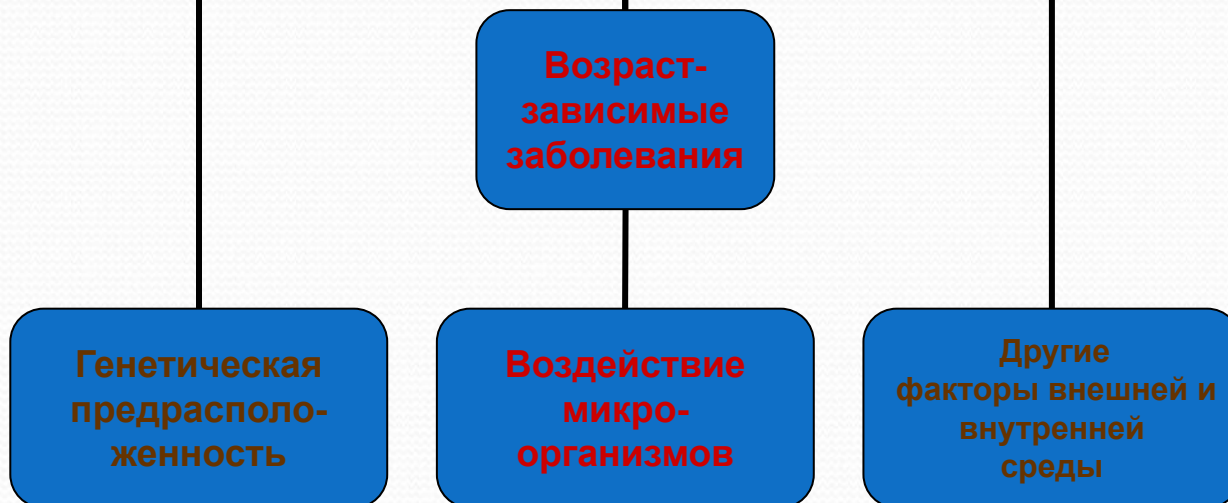 Возраст-
зависимые
заболевания
Генетическая
предрасполо-
женность
Воздействие
микро-
организмов
Другие
факторы внешней и
внутренней
среды